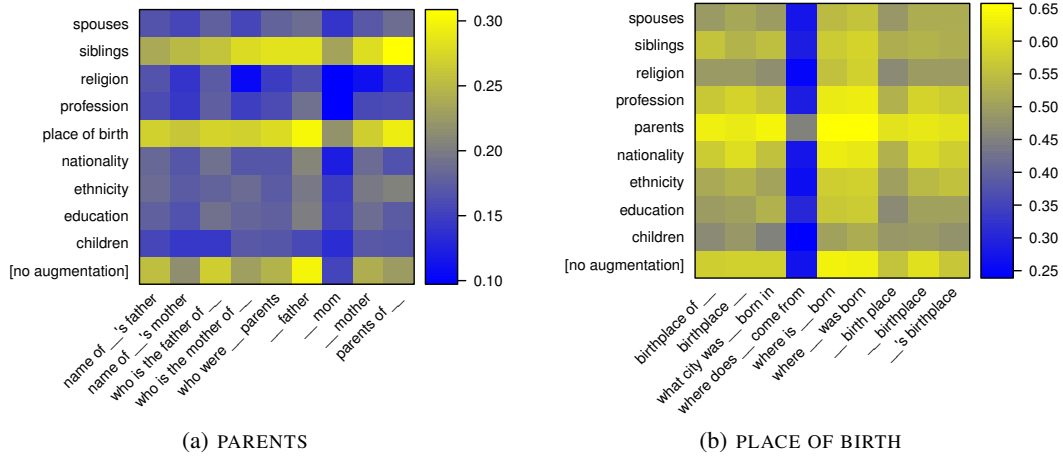 spouses
siblings
religion
profession
place of birth
nationality
ethnicity
education
children
[no augmentation]
0.30
0.25
0.20
0.15
0.10
name of __'s father
name of __'s mother
who is the father of __
who is the mother of __
who were __ parents
__ father
__ mom
__ mother
parents of __
(a) PARENTS
spouses
siblings
religion
profession
parents
nationality
ethnicity
education
children
[no augmentation]
0.65
0.60
0.55
0.50
0.45
0.40
0.35
0.30
0.25
birthplace of __
birthplace __
what city was __ born in
where does __ come from
where is __ born
where __ was born
__ birth place
__ birthplace
__'s birthplace
(b) PLACE OF BIRTH